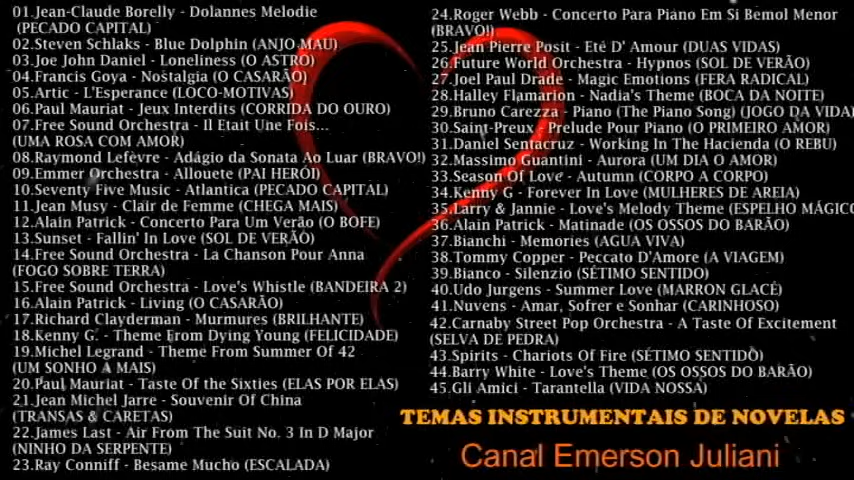 01.Jean-Claude Borelly - Dolannes Melodie
(PECADO CAPITAL)
02.Steven Schlaks - Blue Dolphin (ANJO MAU)
03.Joe John Daniel - Loneliness (O ASTRO)
04.Francis Goya - Nostalgia (O CASARÃO)
05.Artic - L'Esperance (LOCO-MOTIVAS)
06.Paul Mauriat - Jeux Interdits (CORRIDA DO OURO)
07.Free Sound Orchestra - Il Etait Une Fois...
(UMA ROSA COM AMOR)
08.Raymond Lefèvre - Adágio da Sonata Ao Luar (BRAVO!)
09.Emmer Orchestra - Allouete (PAI HERÓI)
10.Seventy Five Music - Atlantica (PECADO CAPITAL)
11.Jean Musy - Clair de Femme (CHEGA MAIS)
12.Alain Patrick - Concerto Para Um Verão (O BOFE)
13.Sunset - Fallin' In Love (SOL DE VERÃO)
14.Free Sound Orchestra - La Chanson Pour Anna
(FOGO SOBRE TERRA)
15.Free Sound Orchestra - Love's Whistle (BANDEIRA 2)
16.Alain Patrick - Living (O CASARÃO)
17.Richard Clayderman - Murmures (BRILHANTE)
18.Kenny G. - Theme From Dying Young (FELICIDADE)
19.Michel Legrand - Theme From Summer Of 42
(UM SONHO A MAIS)
20.Paul Mauriat - Taste Of the Sixties (ELAS POR ELAS)
21.Jean Michel Jarre - Souvenir Of China
(TRANSAS & CARETAS)
22.James Last - Air From The Suit No. 3 In D Major
(NINHO DA SERPENTE)
23.Ray Conniff - Besame Mucho (ESCALADA)
24.Roger Webb - Concerto Para Piano Em Si Bemol Menor
(BRAVO!)
25.Jean Pierre Posit - Eté D' Amour (DUAS VIDAS)
26.Future World Orchestra - Hypnos (SOL DE VERÃO)
27.Joel Paul Drade - Magic Emotions (FERA RADICAL)
28.Halley Flamarion - Nadia's Theme (BOCA DA NOITE)
29.Bruno Carezza - Piano (The Piano Song) (JOGO DA VIDA)
30.Saint-Preux - Prelude Pour Piano (O PRIMEIRO AMOR)
31.Daniel Sentacruz - Working In The Hacienda (O REBU)
32.Massimo Guantini - Aurora (UM DIA O AMOR)
33.Season Of Love - Autumn (CORPO A CORPO)
34.Kenny G - Forever In Love (MULHERES DE AREIA)
35.Larry & Jannie - Love's Melody Theme (ESPELHO MÁGICO
36.Alain Patrick - Matinade (OS OSSOS DO BARÃO)
37.Bianchi - Memories (AGUA VIVA)
38.Tommy Copper - Peccato D'Amore (A VIAGEM)
39.Bianco - Silenzio (SÉTIMO SENTIDO)
40.Udo Jurgens - Summer Love (MARRON GLACÉ)
41.Nuvens - Amar, Sofrer e Sonhar (CARINHOSO)
42.Carnaby Street Pop Orchestra - A Taste Of Excitement
(SELVA DE PEDRA)
43.Spirits - Chariots Of Fire (SÉTIMO SENTIDO)
44.Barry White - Love's Theme (OS OSSOS DO BARÃO)
45.Gli Amici - Tarantella (VIDA NOSSA)
TEMAS INSTRUMENTAIS DE NOVELAS
Canal Emerson Juliani